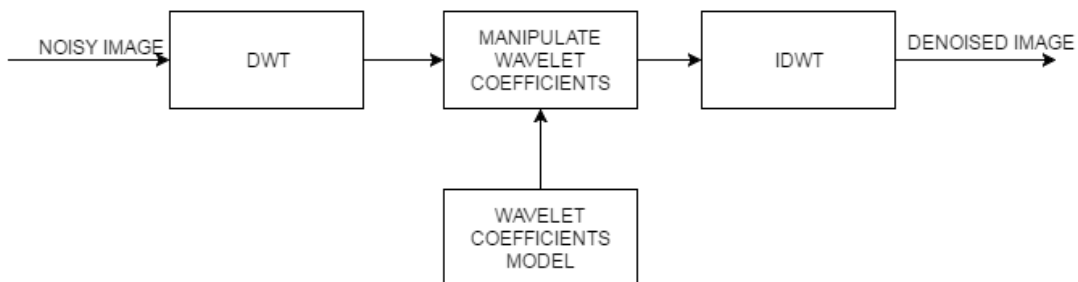 NOISY IMAGE
DWT
MANIPULATE
WAVELET
COEFFICIENTS
IDWT
DENOISED IMAGE
WAVELET
COEFFICIENTS
MODEL